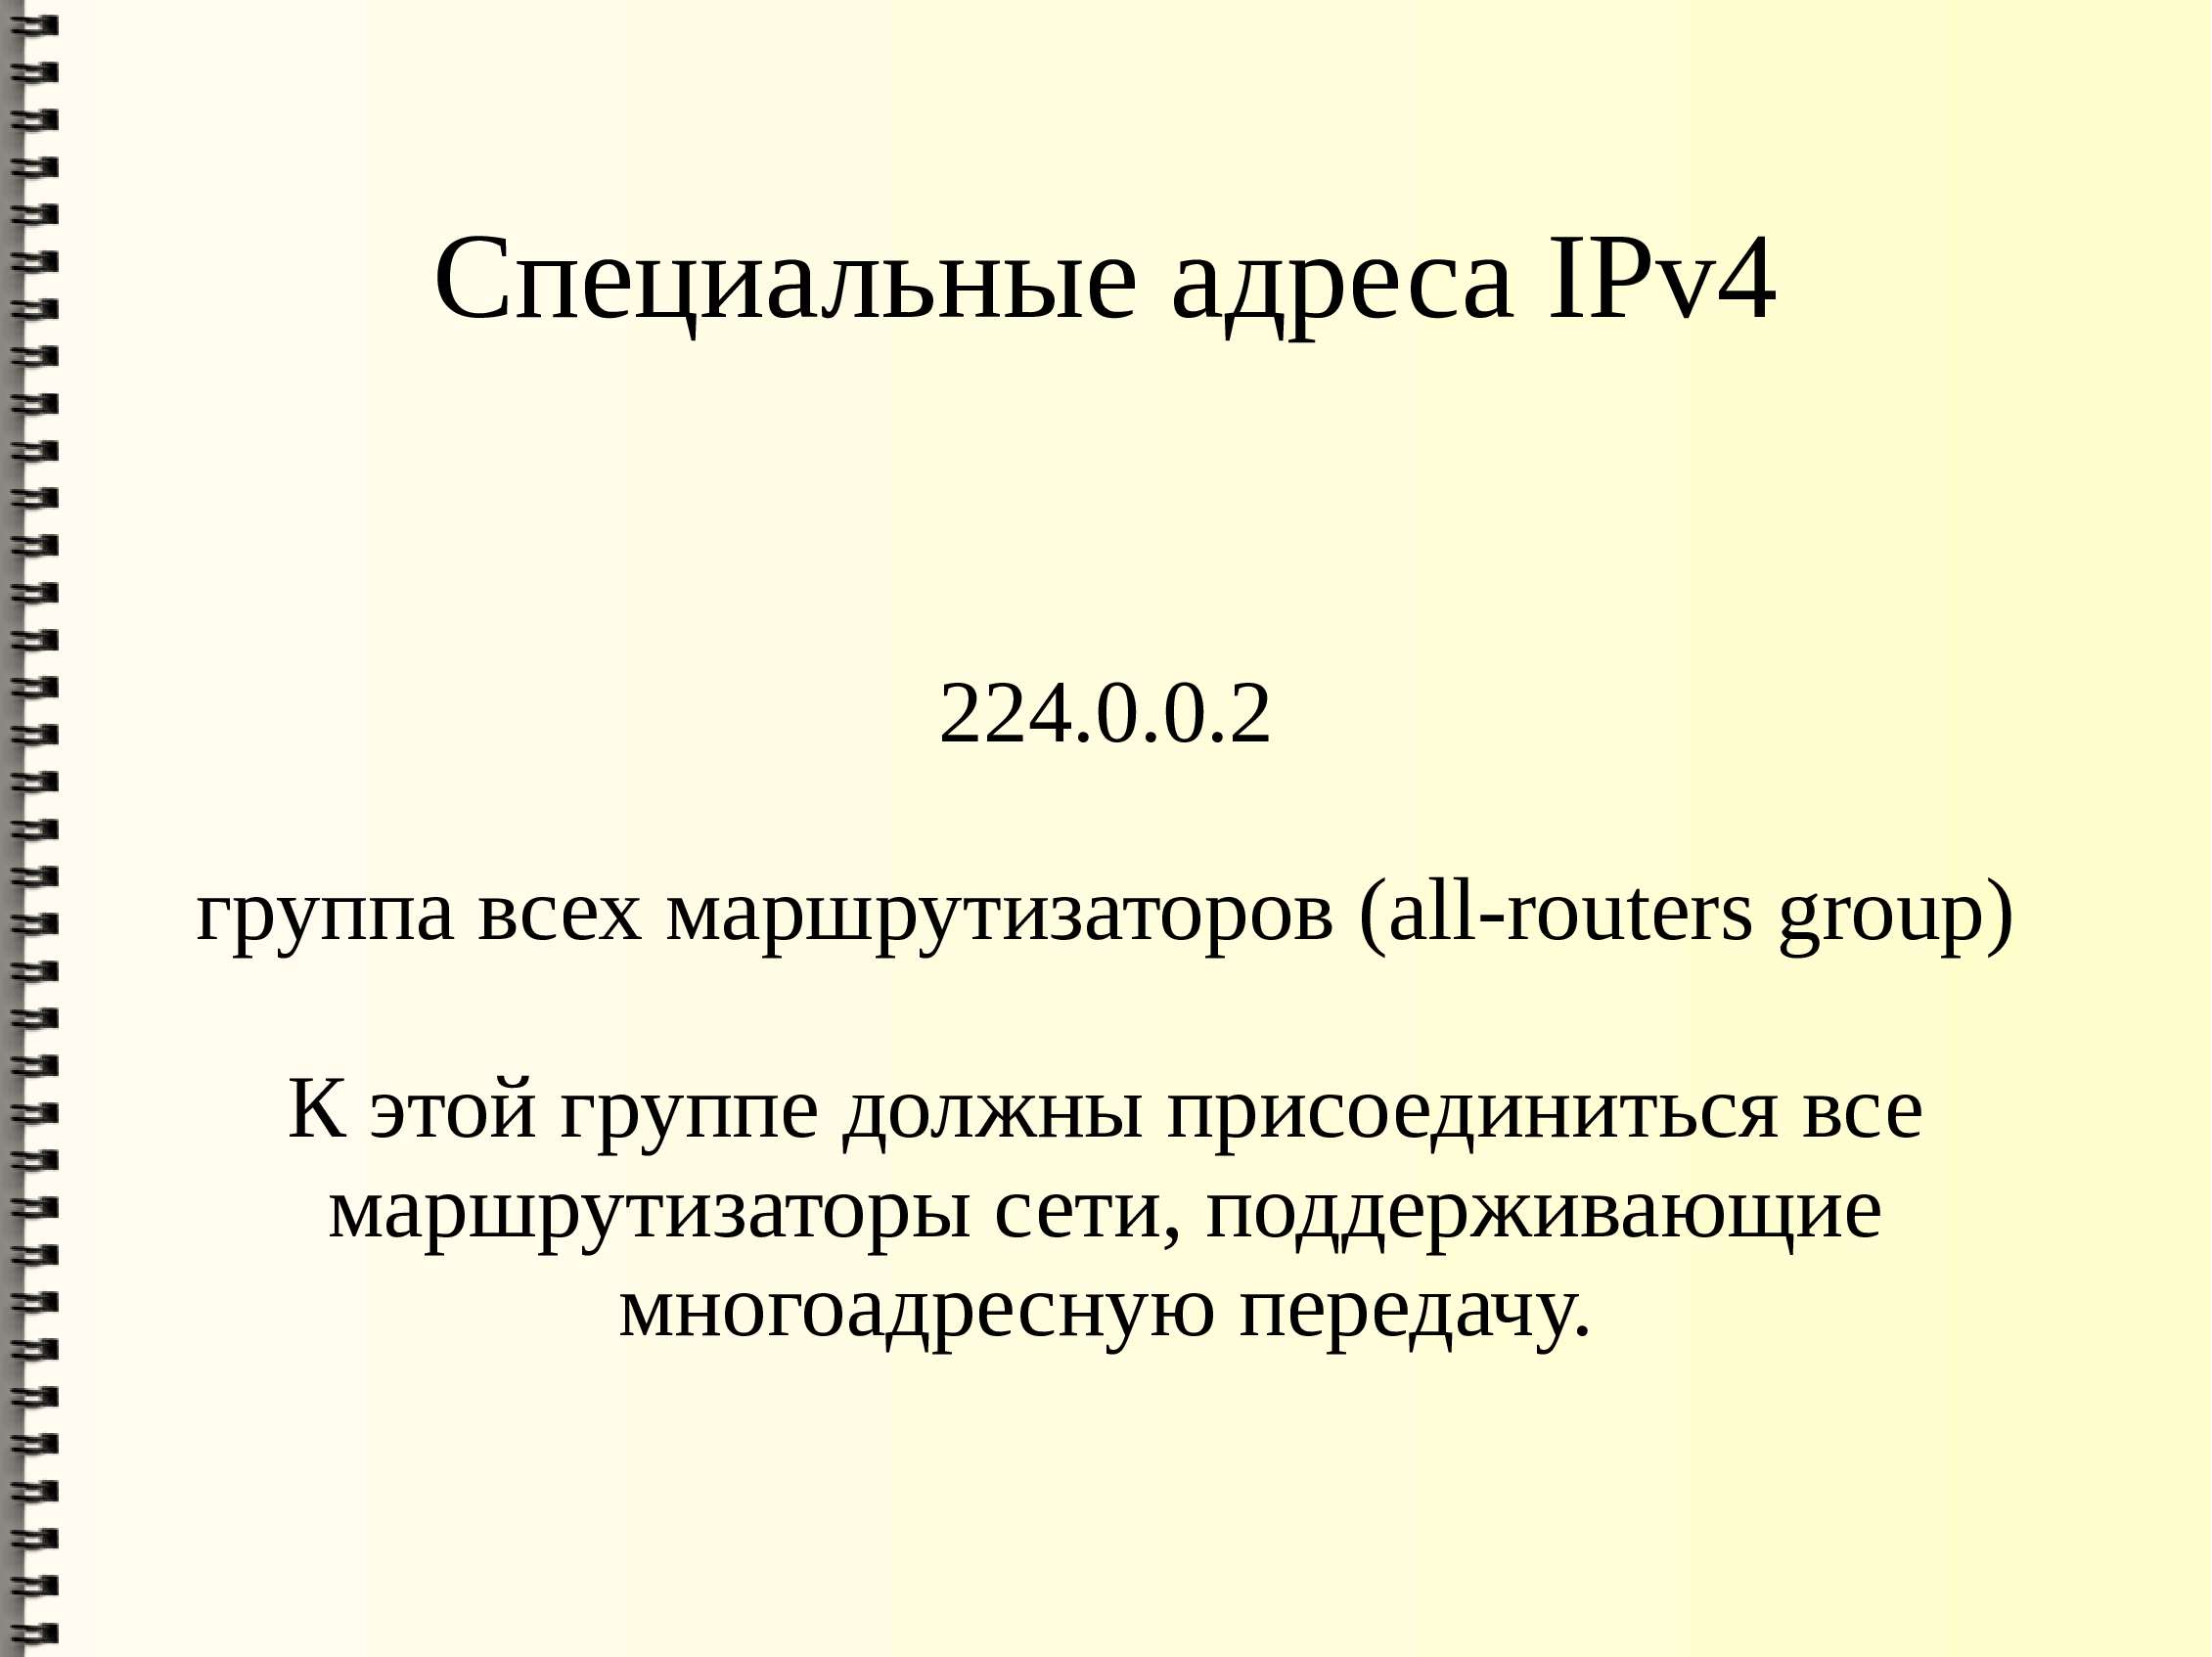 Специальные адреса IPv4
224.0.0.2
группа всех маршрутизаторов (all-routers group)
К этой группе должны присоединиться все
маршрутизаторы сети, поддерживающие
многоадресную передачу.